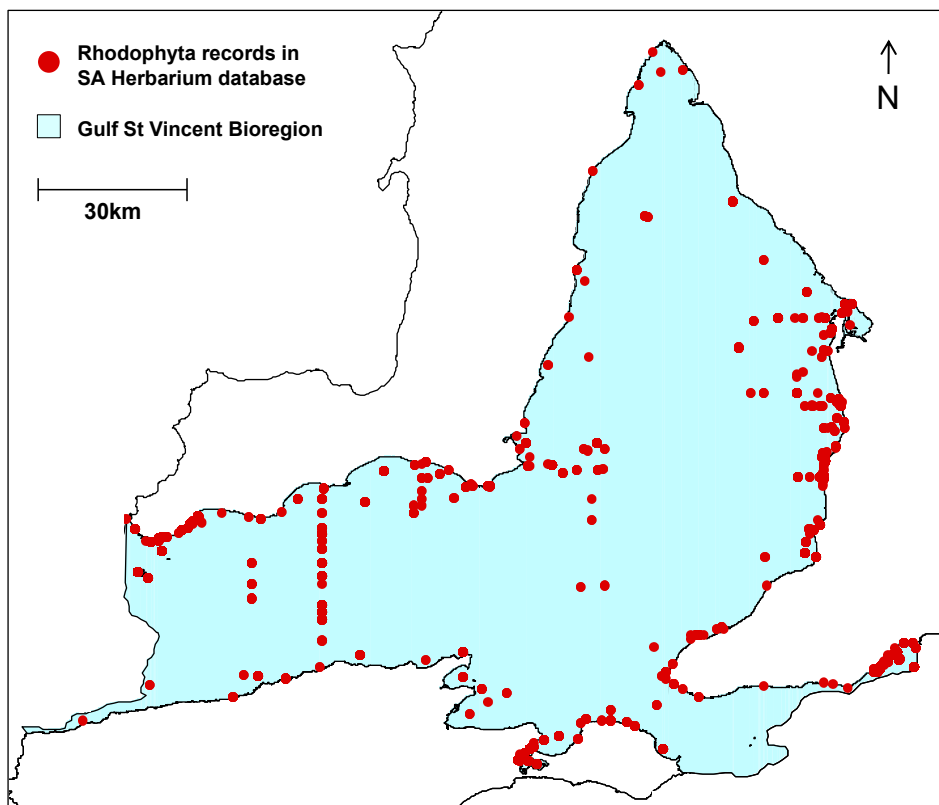 Rhodophyta records in
SA Herbarium database
Gulf St Vincent Bioregion
30km
N